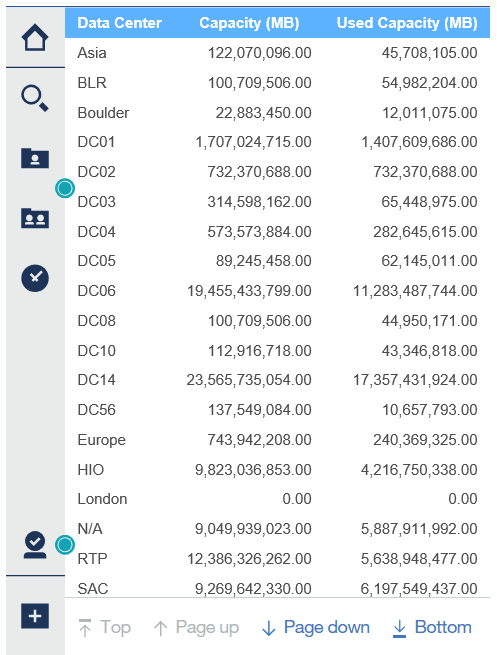 Data Center Capacity (MB) Used Capacity (MB)
Asia 122,070,096.00 45,708,105.00
BLR 100,709,506.00 54,982,204.00
Boulder 22,883,450.00 12,011,075.00
DC01 1,707,024,715.00 1,407,609,686.00
DC02 732,370,688.00 732,370,688.00
DC03 314,598,162.00 65,448,975.00
DC04 573,573,884.00 282,645,615.00
DC05 89,245,458.00 62,145,011.00
DC06 19,455,433,799.00 11,283,487,744.00
DC08 100,709,506.00 44,950,171.00
DC10 112,916,718.00 43,346,818.00
DC14 23,565,735,054.00 17,357,431,924.00
DC56 137,549,084.00 10,657,793.00
Europe 743,942,208.00 240,369,325.00
HIO 9,823,036,853.00 4,216,750,338.00
London 0.00 0.00
N/A 9,049,939,023.00 5,887,911,992.00
RTP 12,386,326,262.00 5,638,948,477.00
SAC 9,269,642,330.00 6,197,549,437.00
Top Page up Page down Bottom